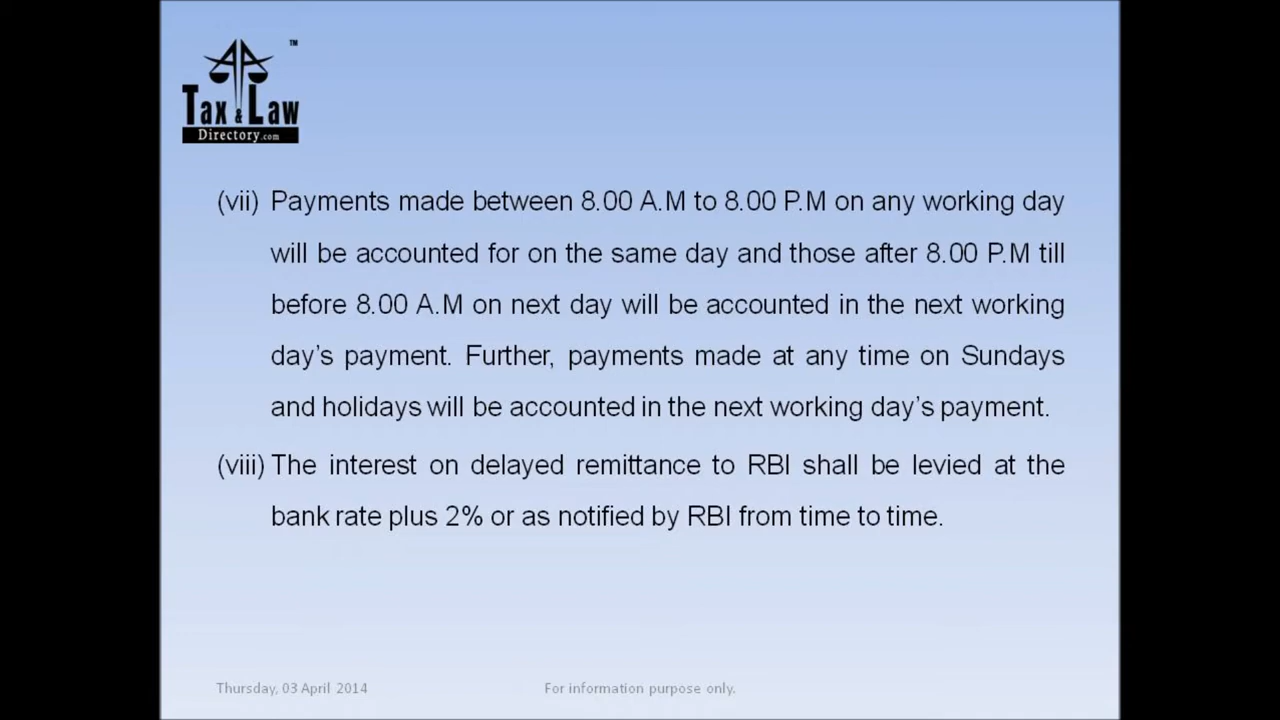 TM
Tax & Law
Directory.com
(vii) Payments made between 8.00 A.M to 8.00 P.M on any working day
will be accounted for on the same day and those after 8.00 P.M till
before 8.00 A.M on next day will be accounted in the next working
day's payment. Further, payments made at any time on Sundays
and holidays will be accounted in the next working day's payment.
(viii) The interest on delayed remittance to RBI shall be levied at the
bank rate plus 2% or as notified by RBI from time to time.
Thursday, 03 April 2014
For information purpose only.